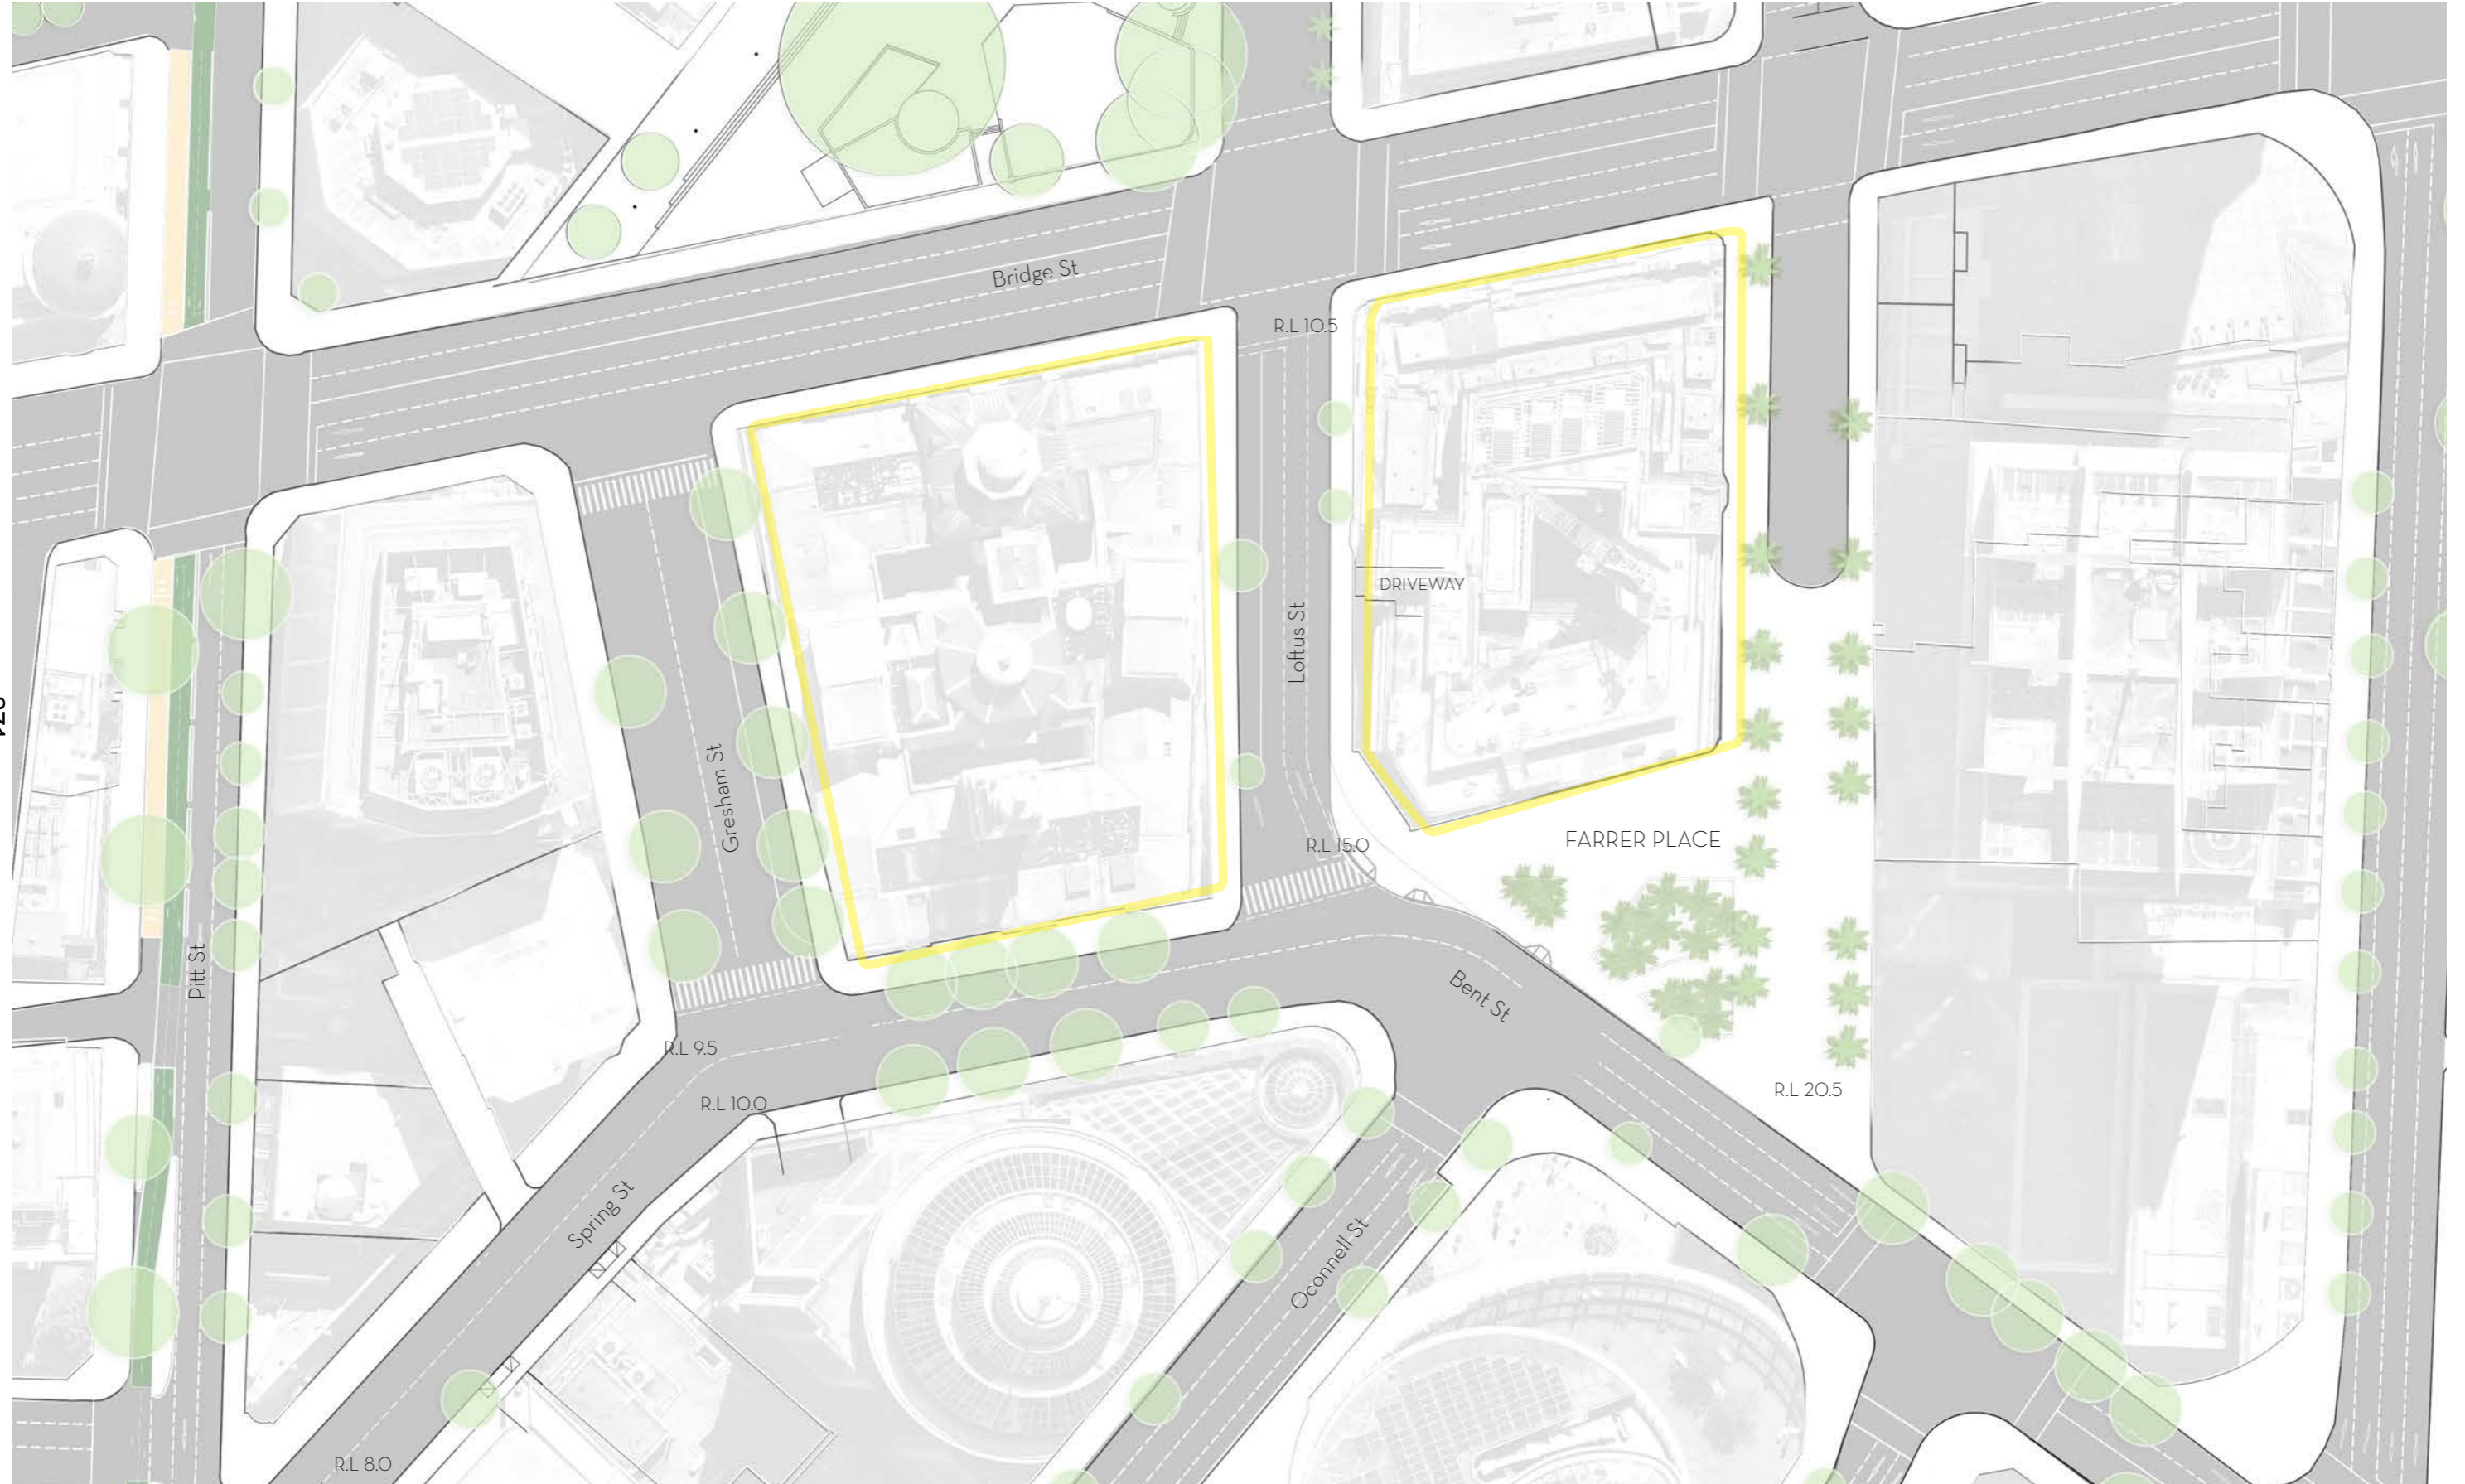 Bridge St
R.L 10.5
DRIVEWAY
Loftus St
Gresham St
R.L 15.0
FARRER PLACE
Pitt St
Bent St
R.L 9.5
R.L 20.5
R.L 10.0
Spring St
Oconnell St
R.L 8.0